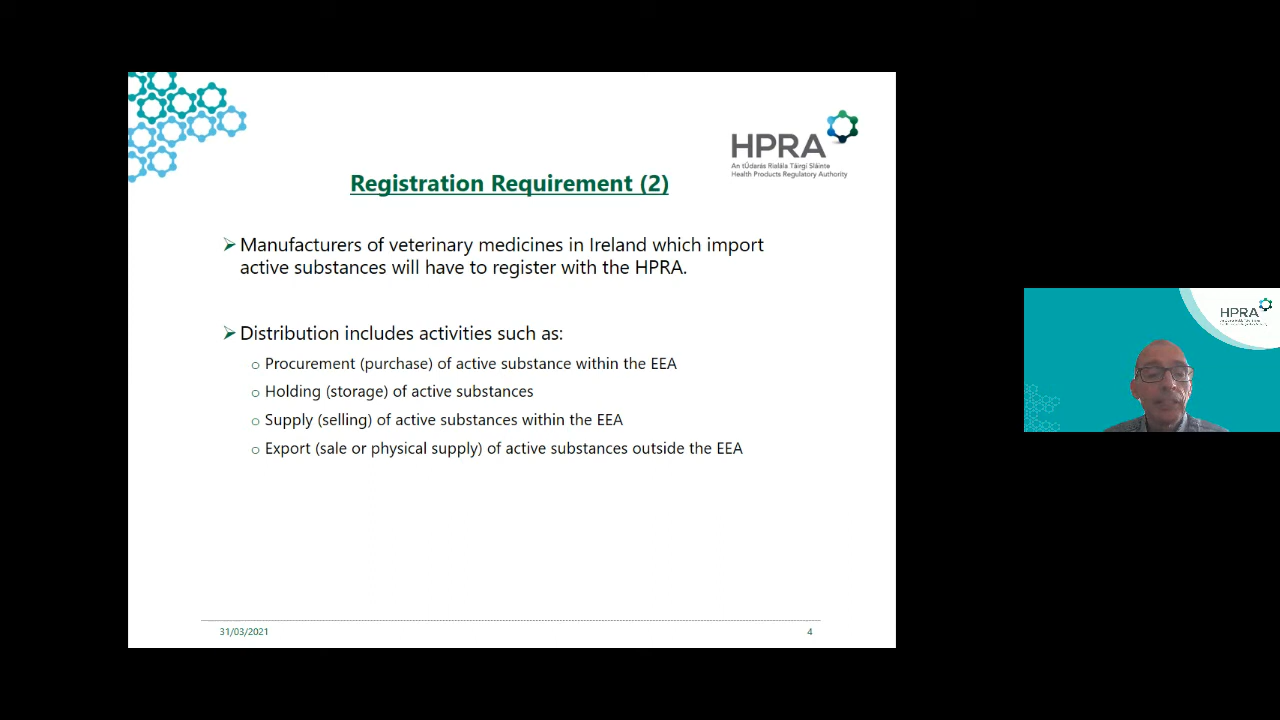 HPRA
An tÚdarás Rialála Táirgí Sláinte
Health Products Regulatory Authority
Registration Requirement (2)
Manufacturers of veterinary medicines in Ireland which import
active substances will have to register with the HPRA.
Distribution includes activities such as:
Procurement (purchase) of active substance within the EEA
Holding (storage) of active substances
Supply (selling) of active substances within the EEA
Export (sale or physical supply) of active substances outside the EEA
31/03/2021
4
HPRA